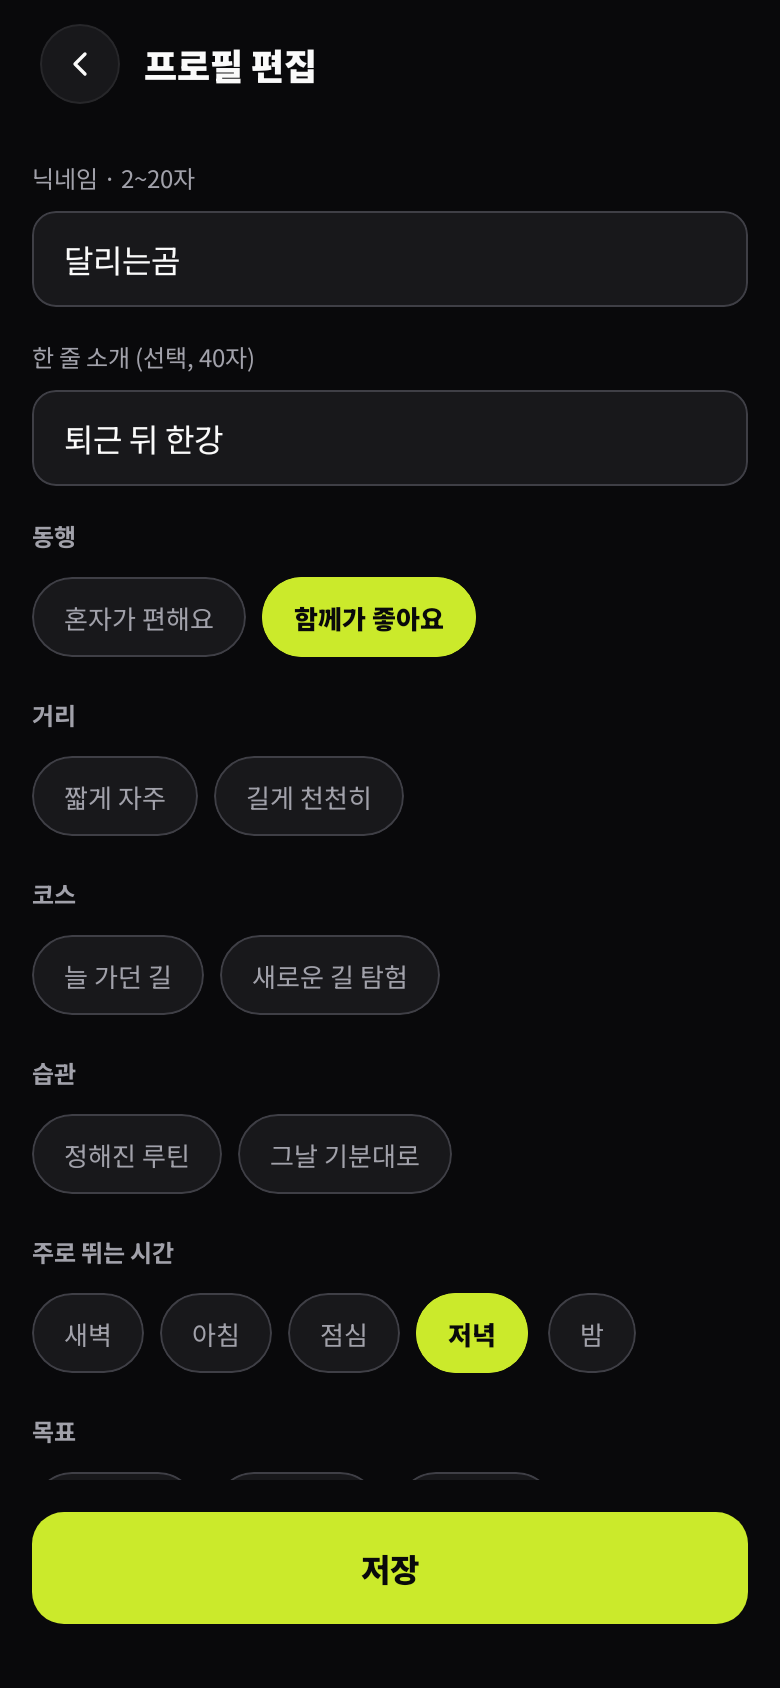 프로필 편집
닉네임 · 2~20자
달리는곰
한 줄 소개 (선택, 40자)
퇴근 뒤 한강
동행
혼자가 편해요 함께가 좋아요
거리
짧게 자주 길게 천천히
코스
늘 가던 길 새로운 길 탐험
습관
정해진 루틴 그날 기분대로
주로 뛰는 시간
새벽 아침 점심 저녁 밤
목표
저장